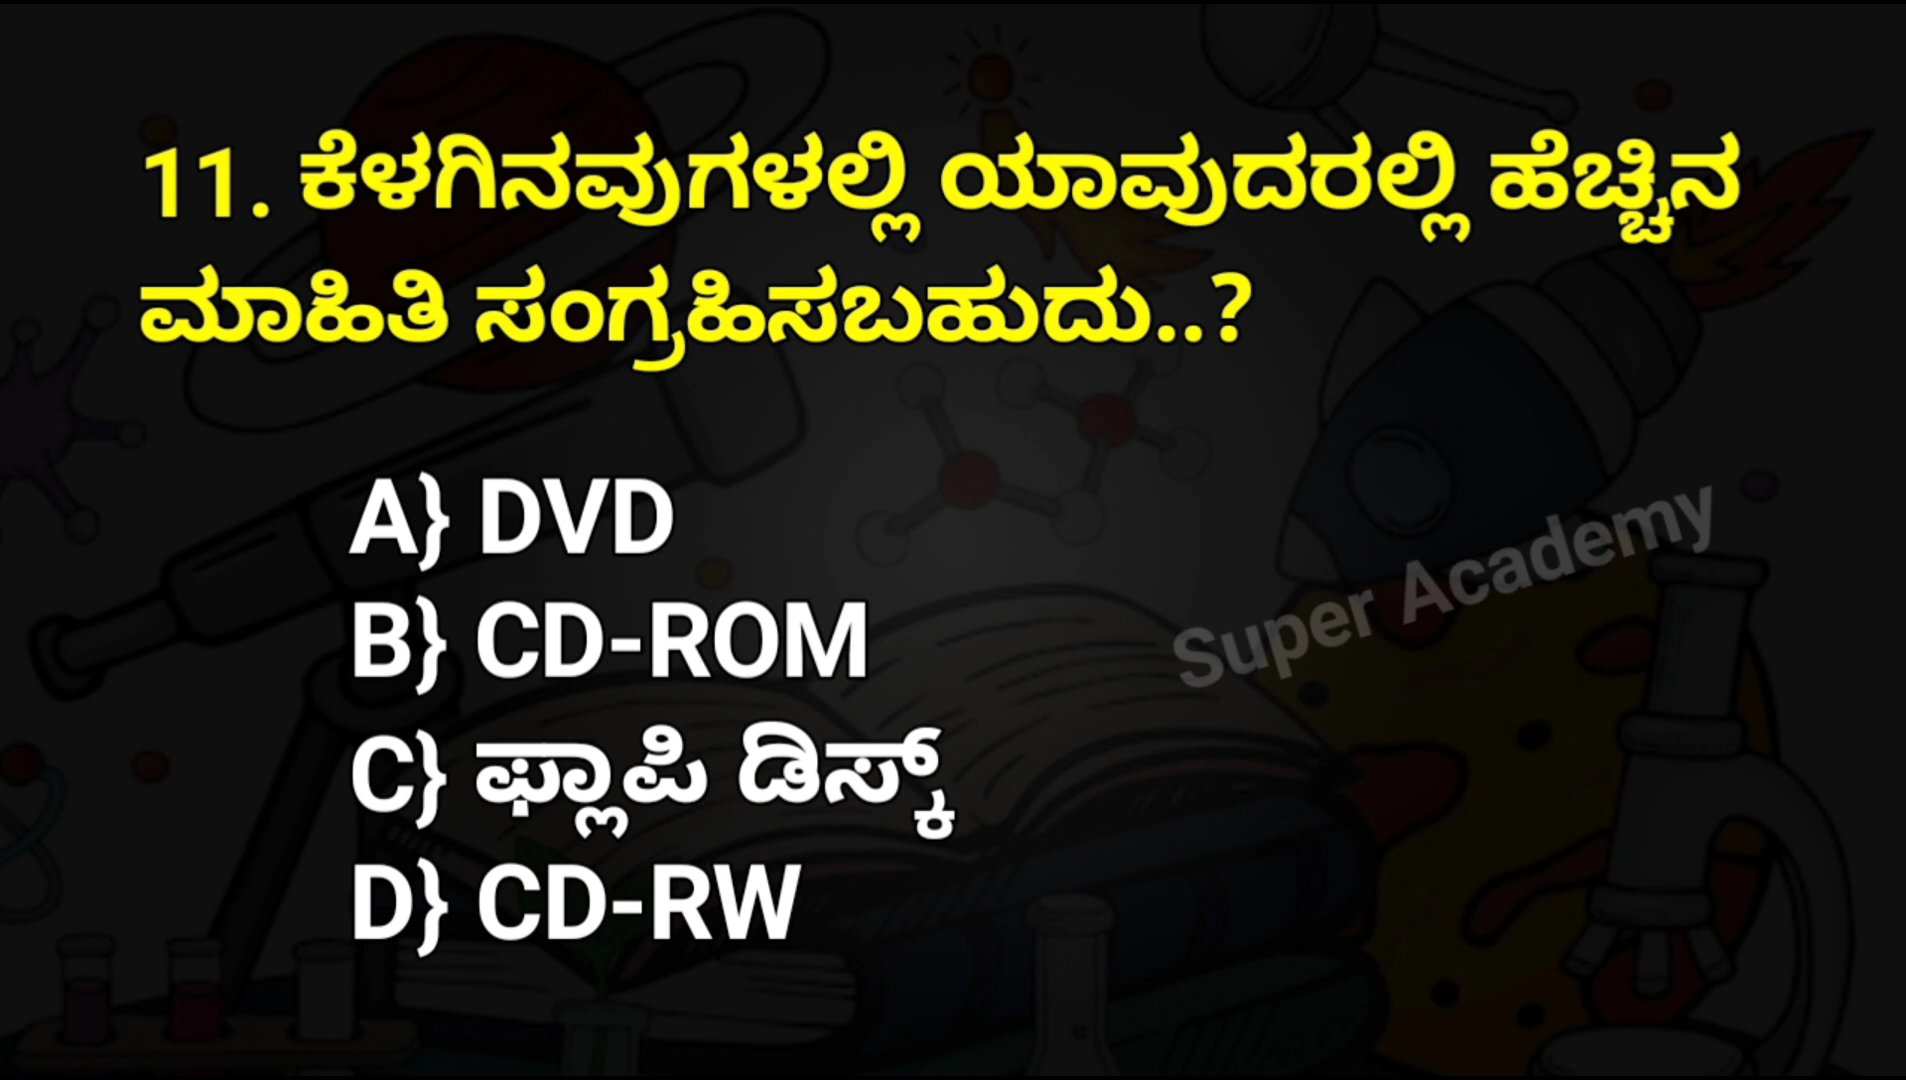 11. ಕೆಳಗಿನವುಗಳಲ್ಲಿ ಯಾವುದರಲ್ಲಿ ಹೆಚ್ಚಿನ
ಮಾಹಿತಿ ಸಂಗ್ರಹಿಸಬಹುದು..?
A} DVD
B} CD-ROM
C} ಫ್ಲಾಪಿ ಡಿಸ್ಕ್
D} CD-RW
Super Academy